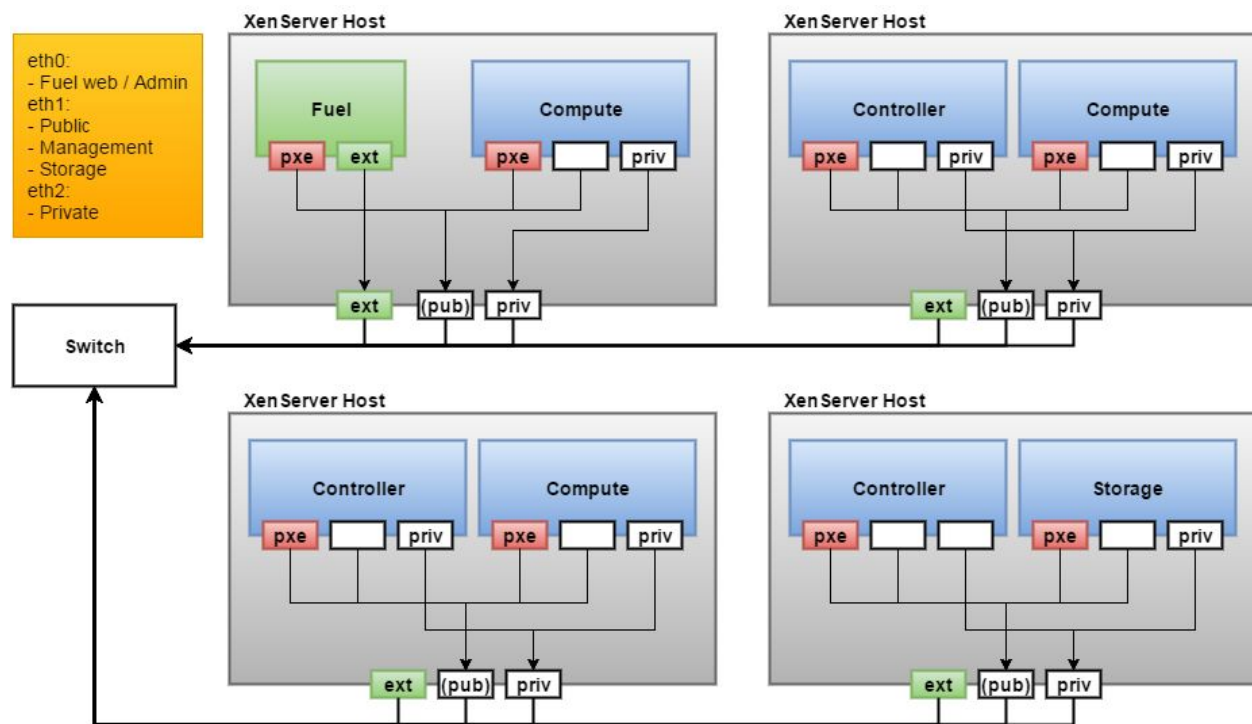 eth0:
- Fuel web / Admin
eth1:
- Public
- Management
- Storage
eth2:
- Private
XenServer Host
Fuel
pxe
ext
Compute
pxe
priv
ext
(pub)
priv
XenServer Host
Controller
pxe
priv
Compute
pxe
priv
ext
(pub)
priv
Switch
XenServer Host
Controller
pxe
priv
Compute
pxe
priv
ext
(pub)
priv
XenServer Host
Controller
pxe
Storage
pxe
priv
ext
(pub)
priv